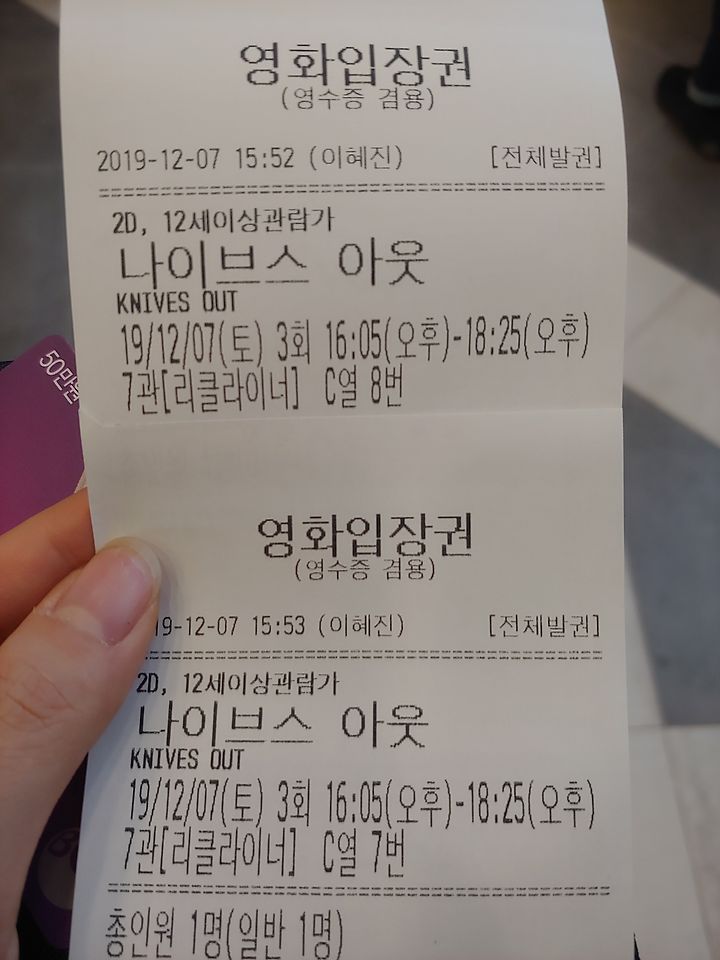 영화입장권
(영수증 겸용)
2019-12-07 15:52 (이혜진) [전체발권]
2D, 12세이상관람가
나이브스 아웃
KNIVES OUT
19/12/07(토) 3회 16:05(오후)-18:25(오후)
7관[리클라이너] C열 8번
50만원
영화입장권
(영수증 겸용)
19-12-07 15:53 (이혜진) [전체발권]
2D, 12세이상관람가
나이브스 아웃
KNIVES OUT
19/12/07(토) 3회 16:05(오후)-18:25(오후)
7관[리클라이너] C열 7번
총인원 1명(일반 1명)